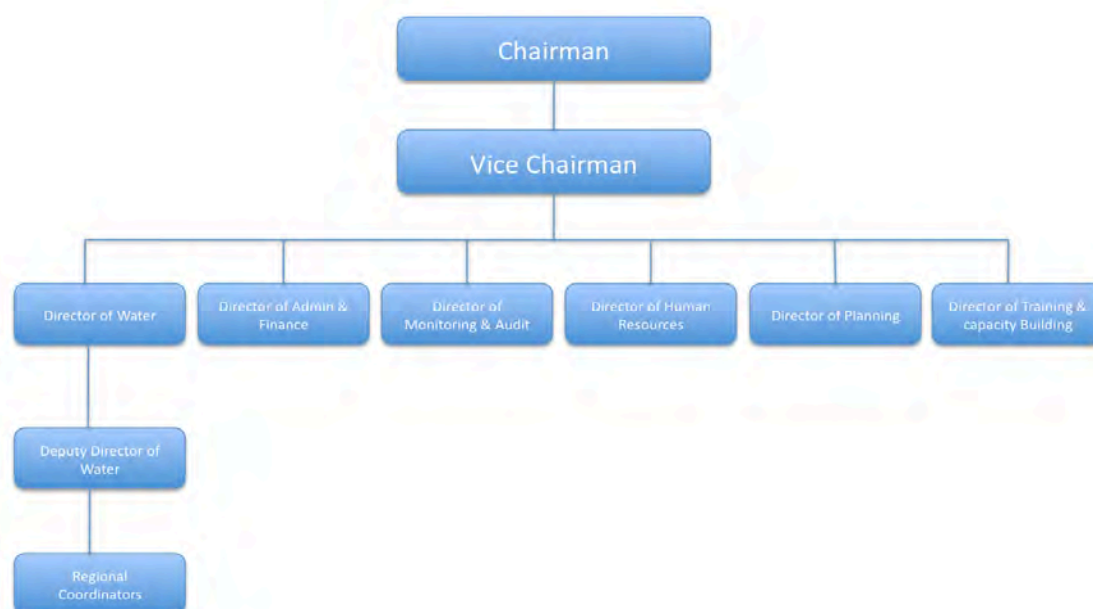 Chairman
Vice Chairman
Director of Water
Director of Admin &
Finance
Director of
Monitoring & Audit
Director of Human
Resources
Director of Planning
Director of Training &
capacity Building
Deputy Director of
Water
Regional
Coordinators